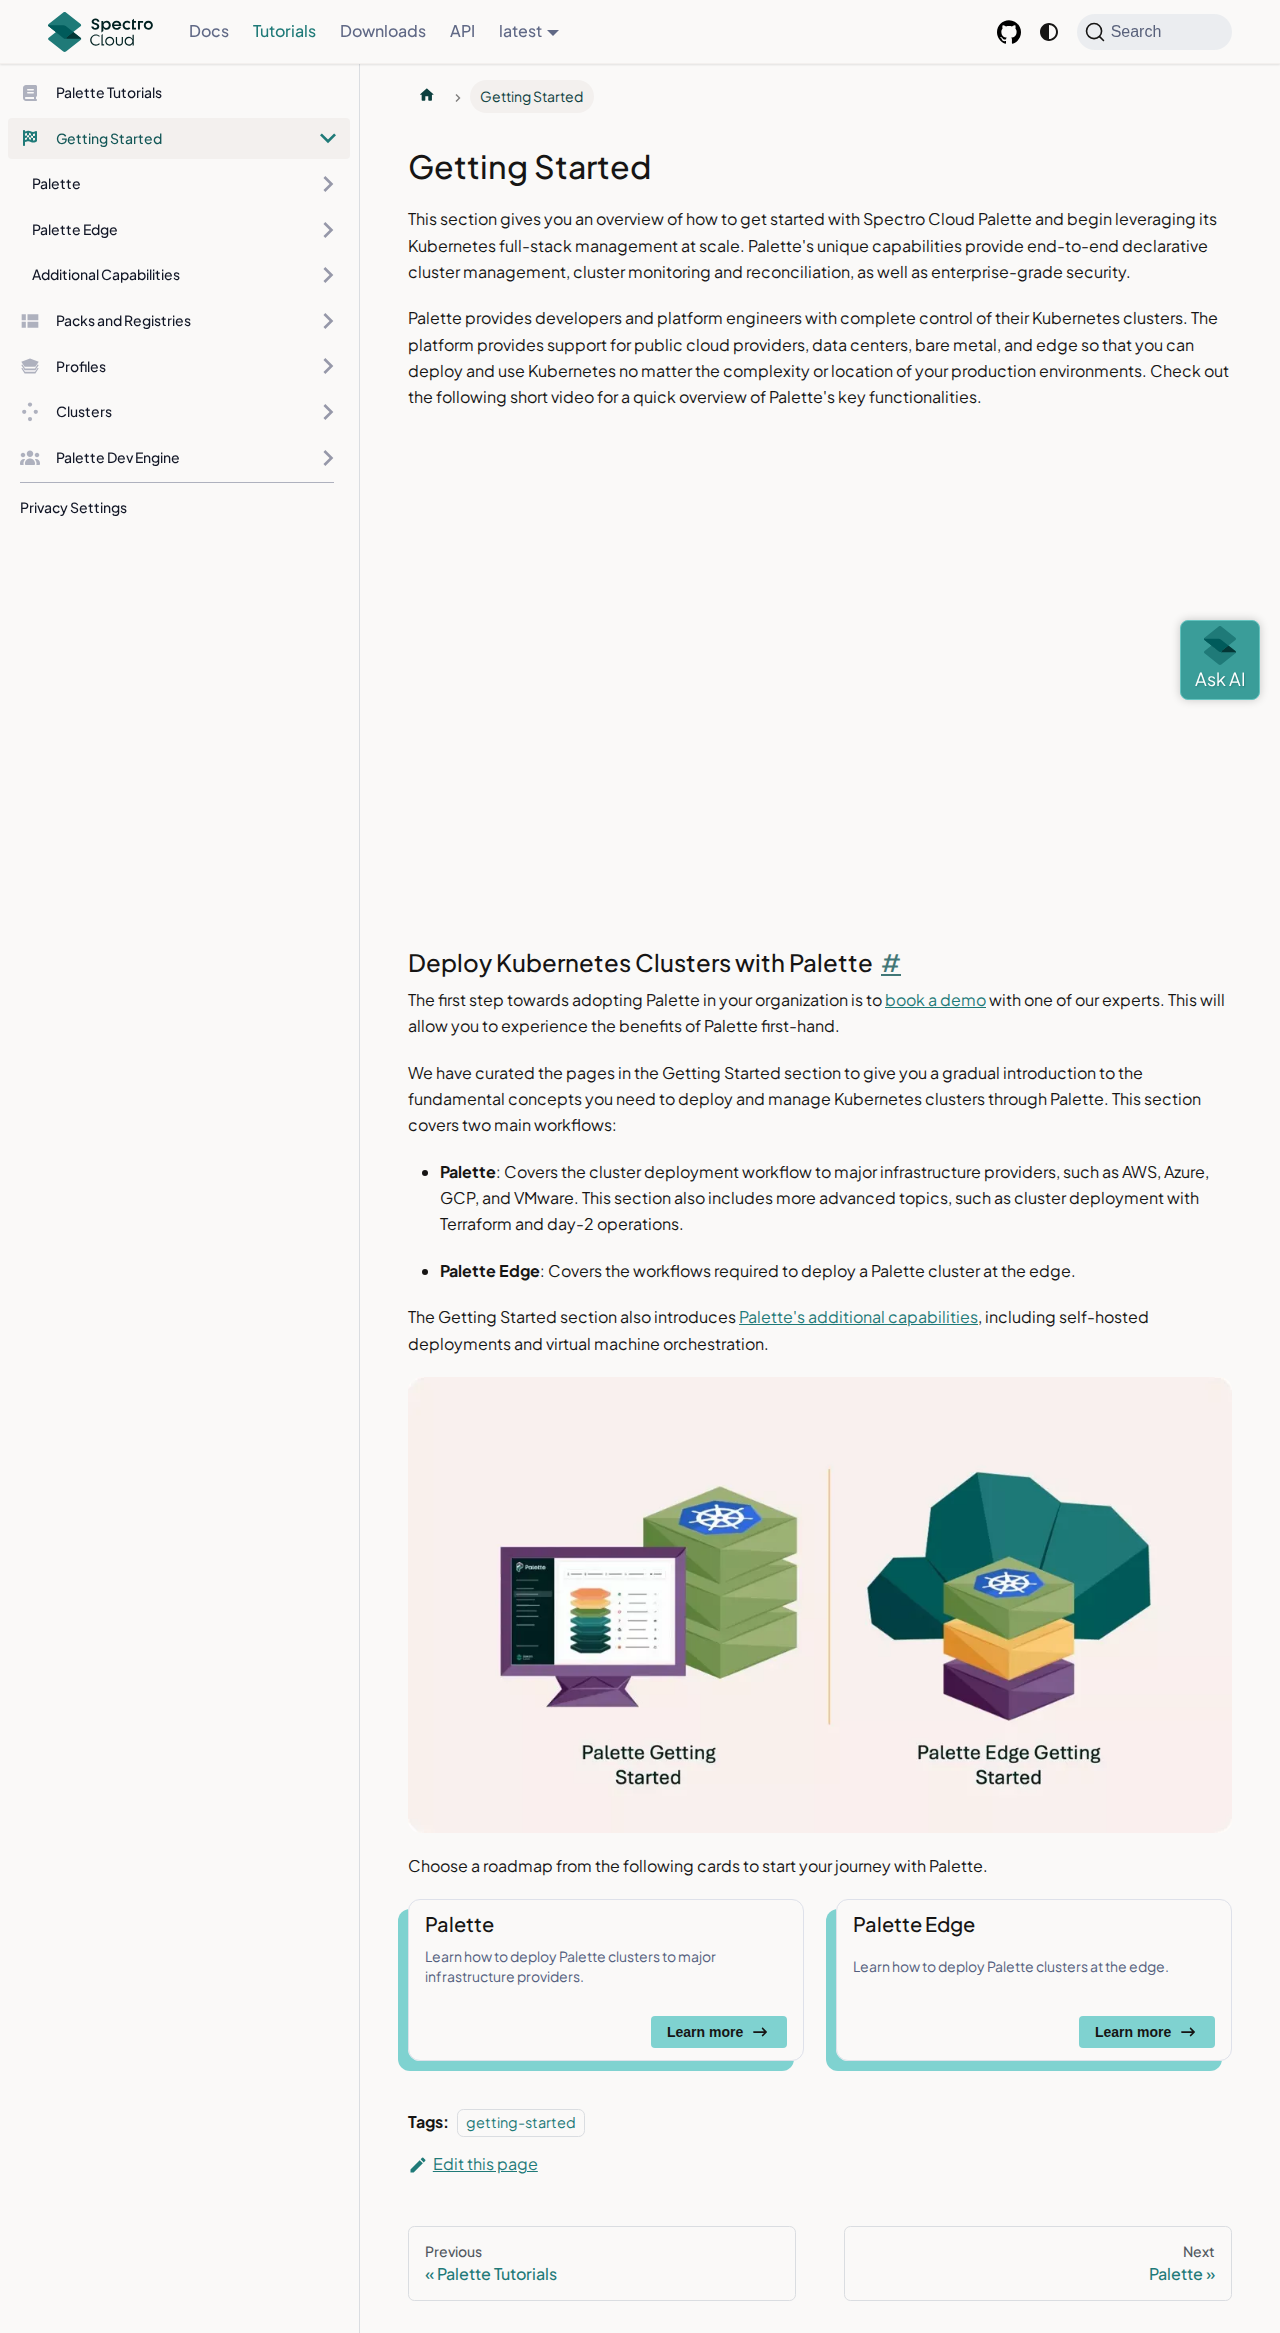 Spectro
Cloud
Docs
Tutorials
Downloads
API
latest
Search
Palette Tutorials
Getting Started
Palette
Palette Edge
Additional Capabilities
Packs and Registries
Profiles
Clusters
Palette Dev Engine
Privacy Settings
Getting Started
Getting Started
This section gives you an overview of how to get started with Spectro Cloud Palette and begin leveraging its
Kubernetes full-stack management at scale. Palette's unique capabilities provide end-to-end declarative
cluster management, cluster monitoring and reconciliation, as well as enterprise-grade security.
Palette provides developers and platform engineers with complete control of their Kubernetes clusters. The
platform provides support for public cloud providers, data centers, bare metal, and edge so that you can
deploy and use Kubernetes no matter the complexity or location of your production environments. Check out
the following short video for a quick overview of Palette's key functionalities.
Ask AI
Deploy Kubernetes Clusters with Palette #
The first step towards adopting Palette in your organization is to book a demo with one of our experts. This will
allow you to experience the benefits of Palette first-hand.
We have curated the pages in the Getting Started section to give you a gradual introduction to the
fundamental concepts you need to deploy and manage Kubernetes clusters through Palette. This section
covers two main workflows:
Palette: Covers the cluster deployment workflow to major infrastructure providers, such as AWS, Azure,
GCP, and VMware. This section also includes more advanced topics, such as cluster deployment with
Terraform and day-2 operations.
Palette Edge: Covers the workflows required to deploy a Palette cluster at the edge.
The Getting Started section also introduces Palette's additional capabilities, including self-hosted
deployments and virtual machine orchestration.
Palette
Palette Getting
Started
Palette Edge Getting
Started
Choose a roadmap from the following cards to start your journey with Palette.
Palette
Learn how to deploy Palette clusters to major
infrastructure providers.
Learn more
Palette Edge
Learn how to deploy Palette clusters at the edge.
Learn more
Tags: getting-started
Edit this page
Previous
« Palette Tutorials
Next
Palette »